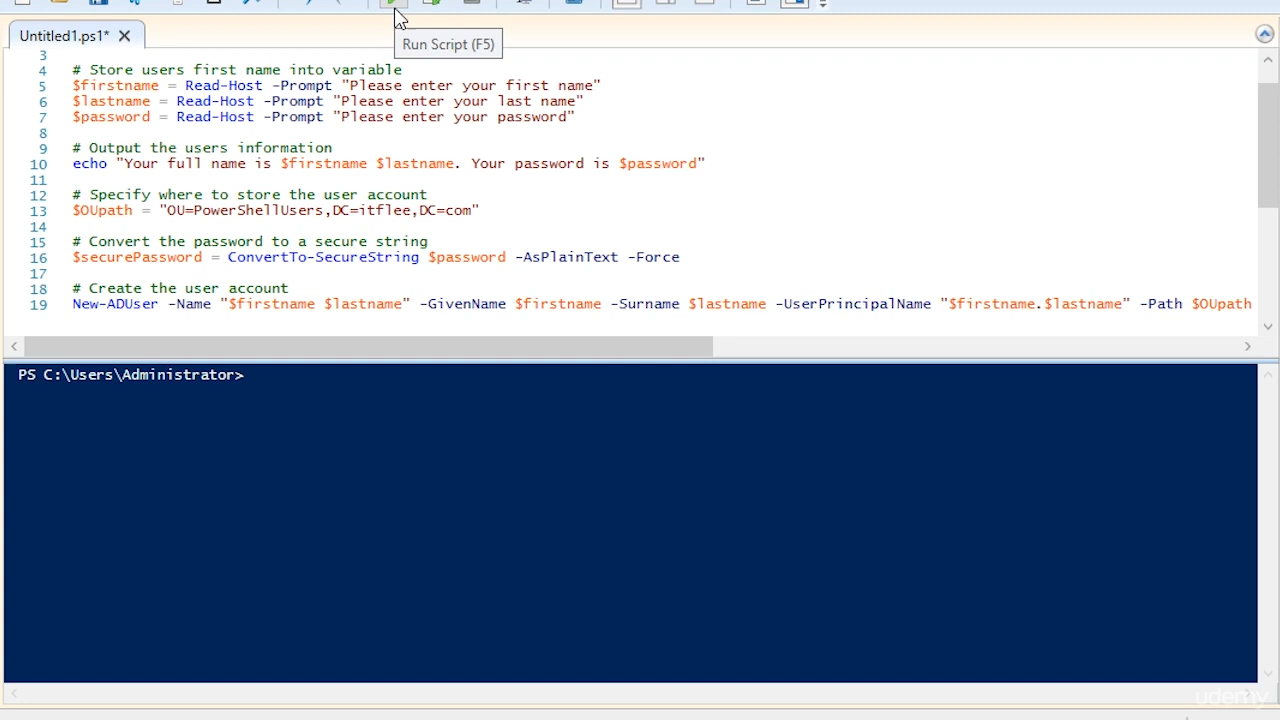 Untitled1.ps1*
Run Script (F5)
3
4 # Store users first name into variable
5 $firstname = Read-Host -Prompt "Please enter your first name"
6 $lastname = Read-Host -Prompt "Please enter your last name"
7 $password = Read-Host -Prompt "Please enter your password"
8
9 # Output the users information
10 echo "Your full name is $firstname $lastname. Your password is $password"
11
12 # Specify where to store the user account
13 $OUpath = "OU=PowerShellUsers,DC=itflee,DC=com"
14
15 # Convert the password to a secure string
16 $securePassword = ConvertTo-SecureString $password -AsPlainText -Force
17
18 # Create the user account
19 New-ADUser -Name "$firstname $lastname" -GivenName $firstname -Surname $lastname -UserPrincipalName "$firstname.$lastname" -Path $OUpath
PS C:\Users\Administrator>
udemy